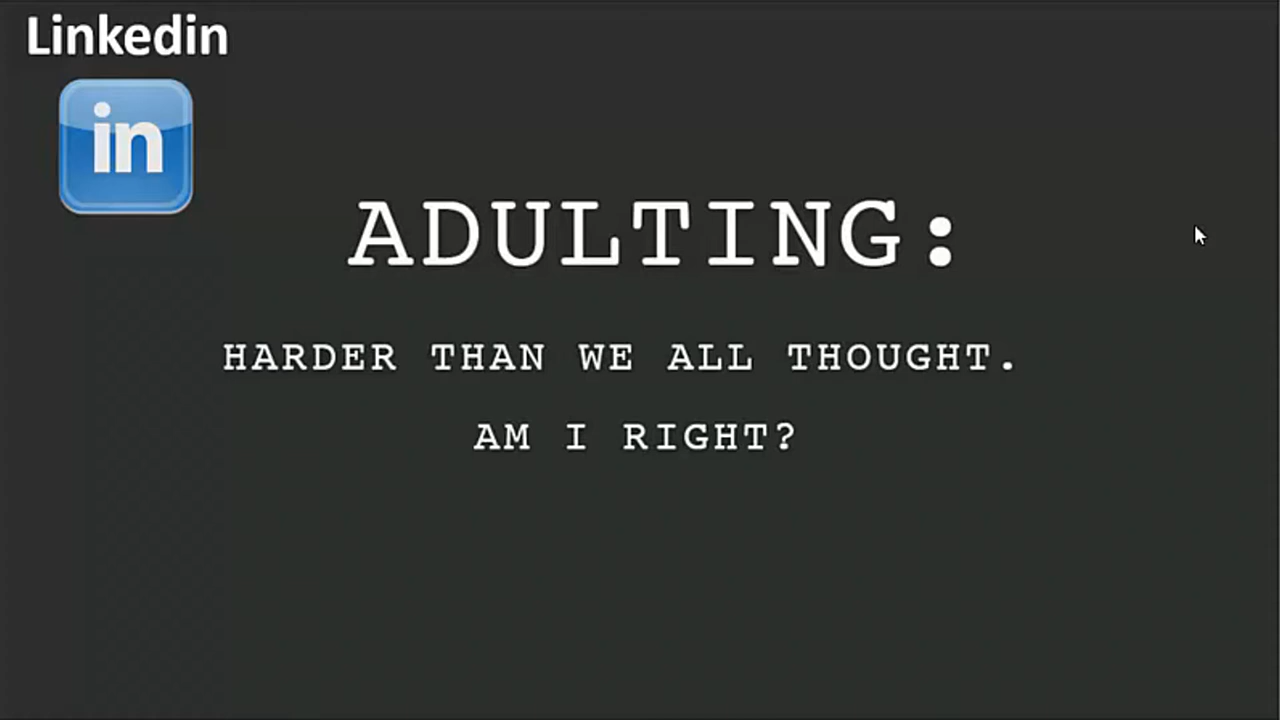 Linkedin
in
ADULTING:
HARDER THAN WE ALL THOUGHT.
AM I RIGHT?